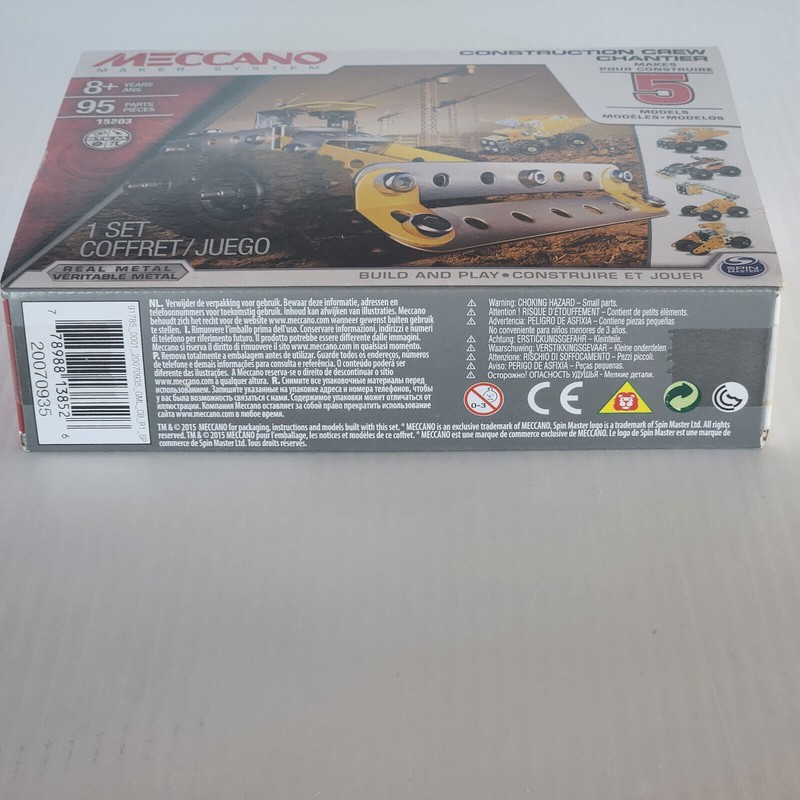 MECCANO
MAKER SYSTEM
8+ YEARS
ANS
95 PARTS
PIECES
15203
STEM
CONSTRUCTION CREW
CHANTIER
MAKES
POUR CONSTRUIRE
5
MODELS
MODÈLES•MODELOS
1 SET
COFFRET/JUEGO
REAL METAL
VÉRITABLE METAL
BUILD AND PLAY•CONSTRUIRE ET JOUER
SPIN MASTER
7 78988 13852 6
20070935
NL. Verwijder de verpakking voor gebruik. Bewaar deze informatie, adressen en
telefoonnummers voor toekomstig gebruik. Inhoud kan afwijken van illustraties. Meccano
behoudt zich het recht voor de website www.meccano.com wanneer gewenst buiten gebruik
te stellen. I. Rimuovere l'imballo prima dell'uso. Conservare informazioni, indirizzi e numeri
di telefono per riferimento futuro. Il prodotto potrebbe essere differente dalle immagini.
Meccano si riserva il diritto di rimuovere il sito www.meccano.com in qualsiasi momento.
P. Remova totalmente a embalagem antes de utilizar. Guarde todos os endereços, números
de telefone e demais informações para consulta e referência. O conteúdo poderá ser
diferente das ilustrações. A Meccano reserva-se o direito de descontinuar o site
www.meccano.com a qualquer altura. R. Снимите все упаковочные материалы перед
использованием. Запишите указанные на упаковке адреса и номера телефонов, чтобы
у вас была возможность связаться с нами. Содержимое упаковки может отличаться от
иллюстрации. Компания Meccano оставляет за собой право прекратить поддержку
сайта www.meccano.com в любое время.
Warning: CHOKING HAZARD – Small parts.
Attention ! RISQUE D'ÉTOUFFEMENT – Contient de petits éléments.
Advertencia: PELIGRO DE ASFIXIA – Contiene piezas pequeñas
No conveniente para niños menores de 3 años.
Achtung: ERSTICKUNGSGEFAHR – Kleinteile.
Waarschuwing: VERSTIKKINGSGEVAAR – Kleine onderdelen
Attenzione: RISCHIO DI SOFFOCAMENTO – Pezzi piccoli.
Aviso: PERIGO DE ASFIXIA – Peças pequenas.
Осторожно! ОПАСНОСТЬ УДУШЬЯ - Мелкие детали.
0-3
CE
TM & © 2015 MECCANO for packaging, instructions and models built with this set. ® MECCANO is an exclusive trademark of MECCANO. Spin Master logo is a trademark of Spin Master Ltd. All rights
reserved. TM & © 2015 MECCANO pour l'emballage, les notices et modèles de ce coffret. ® MECCANO est une marque de commerce exclusive de MECCANO. Le logo de Spin Master est une marque de
commerce de Spin Master Ltd. Tous droits réservés.